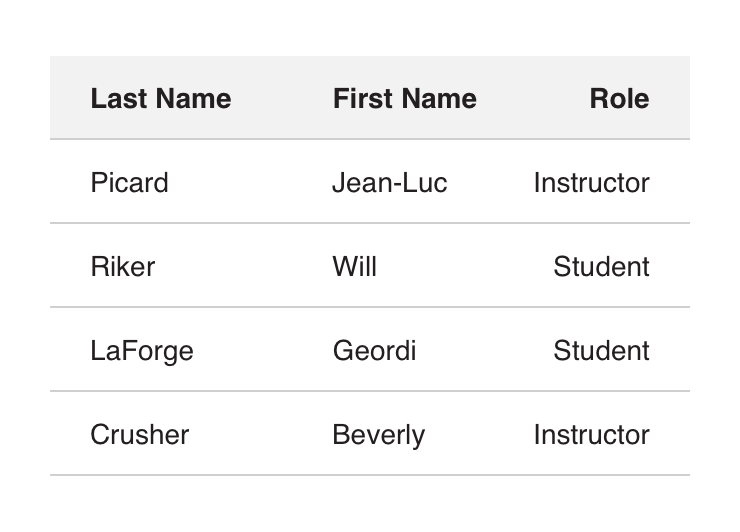 Last Name First Name Role
Picard Jean-Luc Instructor
Riker Will Student
LaForge Geordi Student
Crusher Beverly Instructor